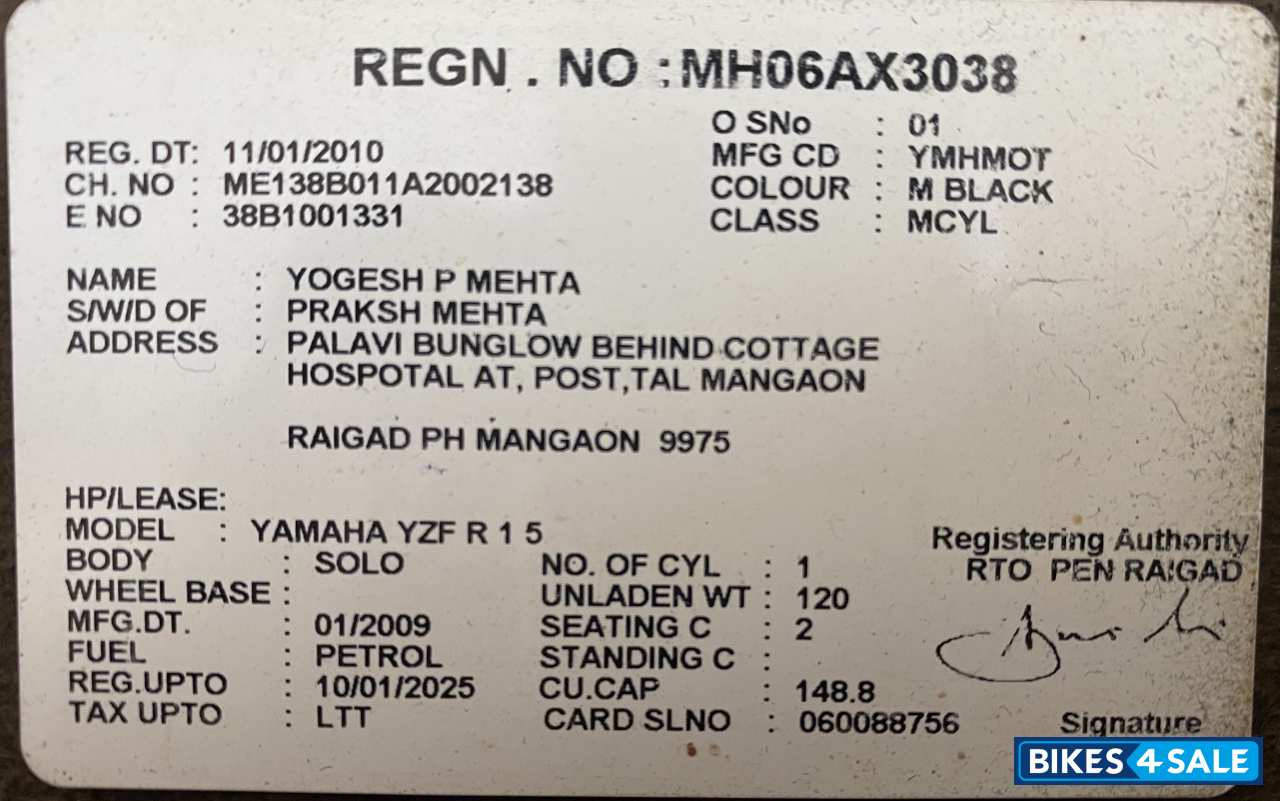 REGN . NO : MH06AX3038
O SNo : 01
REG. DT: 11/01/2010 MFG CD : YMHMOT
CH. NO : ME138B011A2002138 COLOUR : M BLACK
E NO : 38B1001331 CLASS : MCYL
NAME : YOGESH P MEHTA
S/W/D OF : PRAKSH MEHTA
ADDRESS : PALAVI BUNGLOW BEHIND COTTAGE
HOSPOTAL AT, POST,TAL MANGAON
RAIGAD PH MANGAON 9975
HP/LEASE:
MODEL : YAMAHA YZF R 1 5 Registering Authority
BODY : SOLO NO. OF CYL : 1 RTO PEN RAIGAD
WHEEL BASE : UNLADEN WT : 120
MFG.DT. : 01/2009 SEATING C : 2
FUEL : PETROL STANDING C :
REG.UPTO : 10/01/2025 CU.CAP : 148.8
TAX UPTO : LTT CARD SLNO : 060088756 Signature
BIKES4SALE